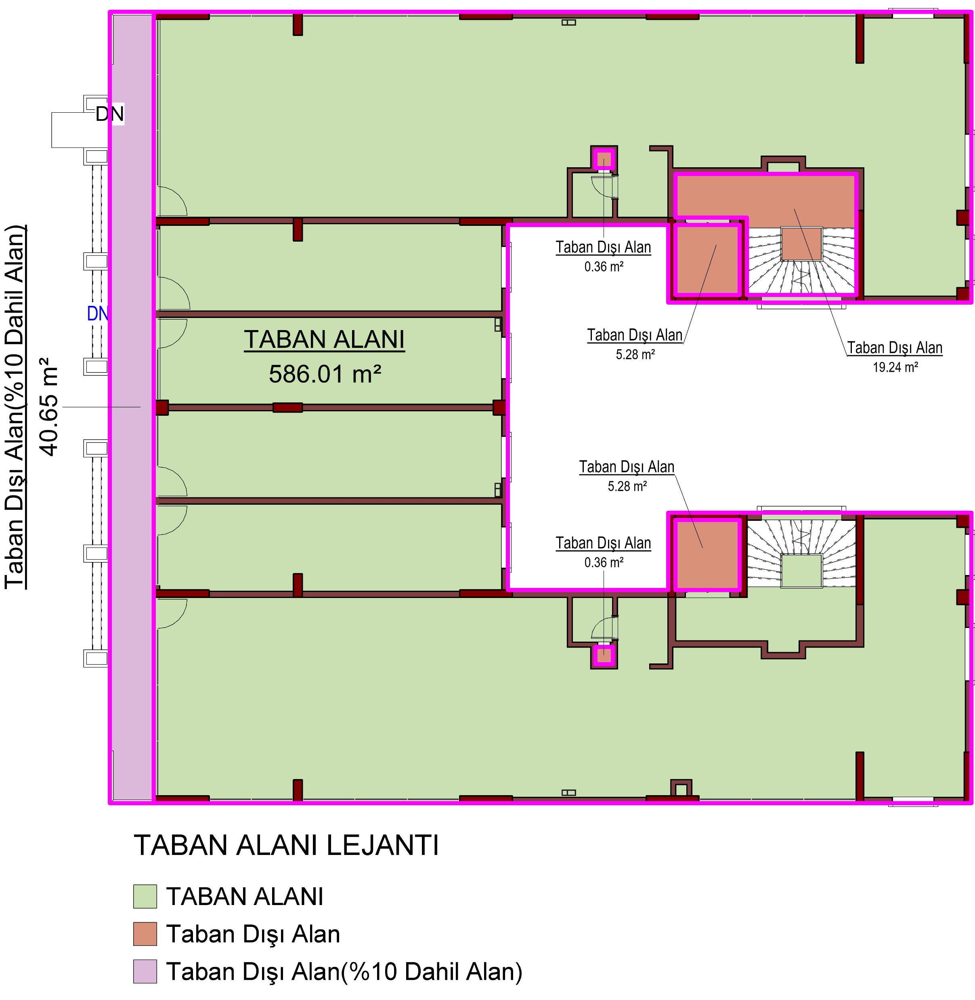 DN
Taban Dışı Alan(%10 Dahil Alan)
40.65 m²
DN
TABAN ALANI
586.01 m²
Taban Dışı Alan
0.36 m²
Taban Dışı Alan
5.28 m²
Taban Dışı Alan
19.24 m²
Taban Dışı Alan
5.28 m²
Taban Dışı Alan
0.36 m²
TABAN ALANI LEJANTI
TABAN ALANI
Taban Dışı Alan
Taban Dışı Alan(%10 Dahil Alan)